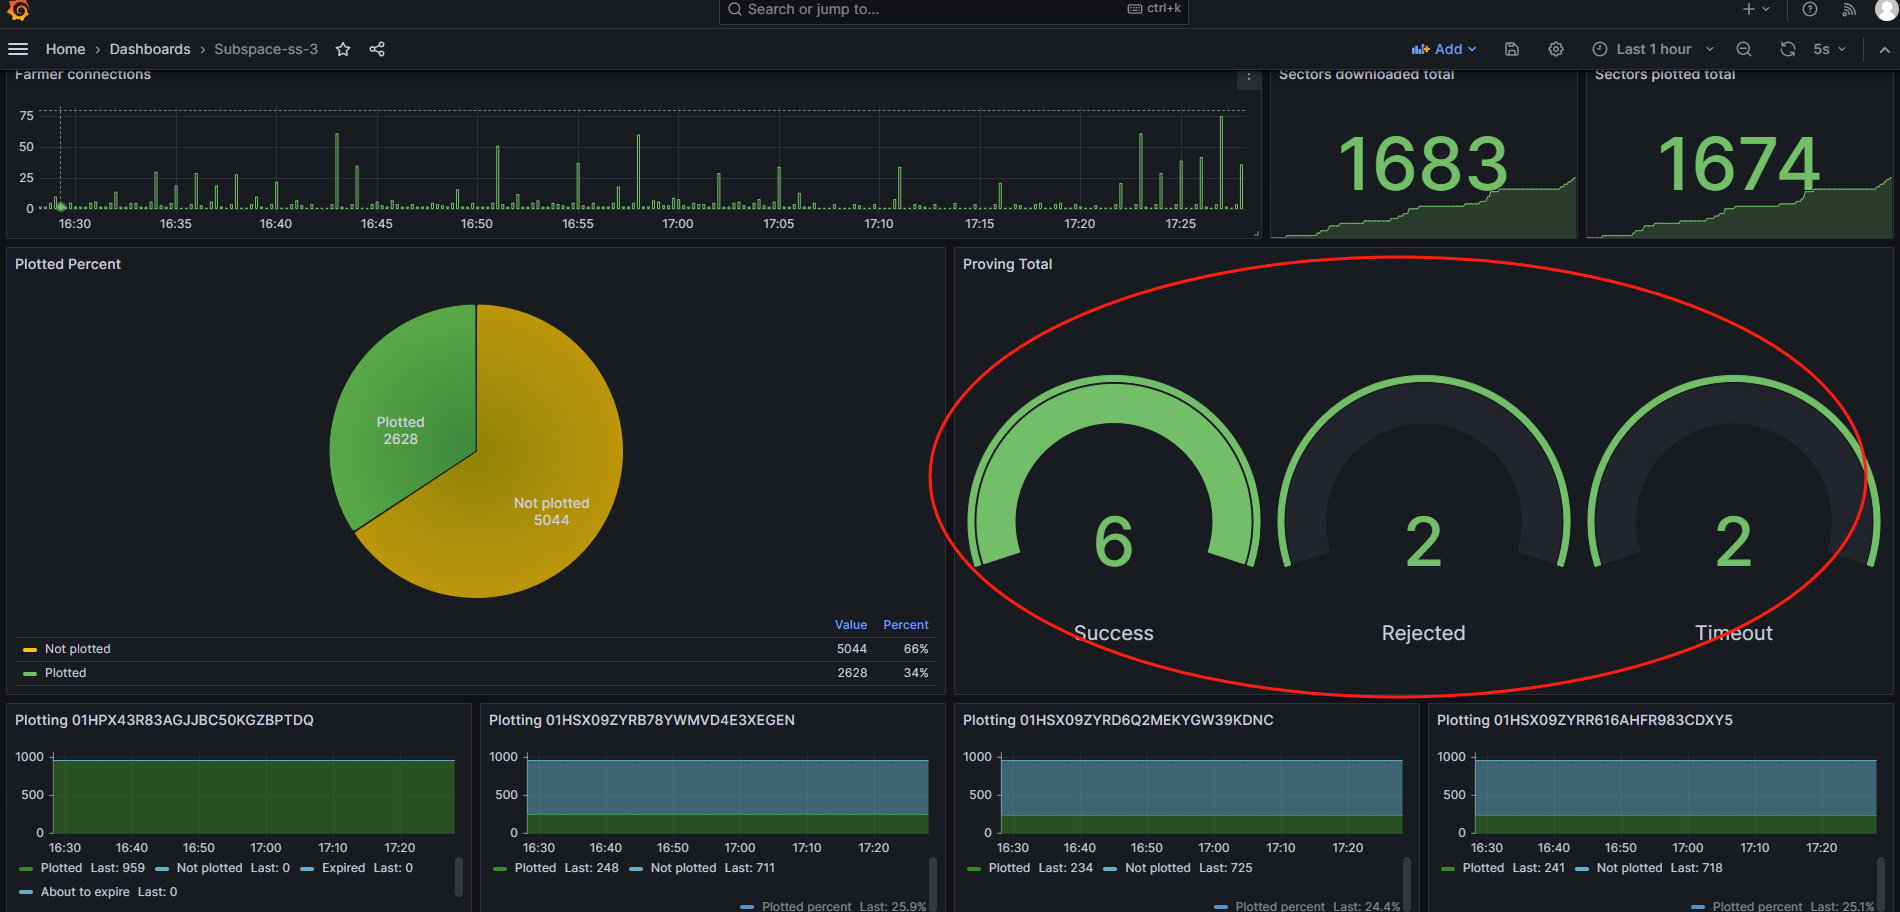 Search or jump to...
ctrl+k
Home › Dashboards › Subspace-ss-3
Add
Last 1 hour
5s
Farmer connections
75
50
25
0
16:30 16:35 16:40 16:45 16:50 16:55 17:00 17:05 17:10 17:15 17:20 17:25
Sectors downloaded total
1683
Sectors plotted total
1674
Plotted Percent
Plotted
2628
Not plotted
5044
Value Percent
Not plotted 5044 66%
Plotted 2628 34%
Proving Total
6
Success
2
Rejected
2
Timeout
Plotting 01HPX43R83AGJJBC50KGZBPTDQ
1000
500
0
16:30 16:40 16:50 17:00 17:10 17:20
Plotted Last: 959 Not plotted Last: 0 Expired Last: 0
About to expire Last: 0
Plotting 01HSX09ZYRB78YWMVD4E3XEGEN
1000
500
0
16:30 16:40 16:50 17:00 17:10 17:20
Plotted Last: 248 Not plotted Last: 711
Plotted percent Last: 25.9%
Plotting 01HSX09ZYRD6Q2MEKYGW39KDNC
1000
500
0
16:30 16:40 16:50 17:00 17:10 17:20
Plotted Last: 234 Not plotted Last: 725
Plotted percent Last: 24.4%
Plotting 01HSX09ZYRR616AHFR983CDXY5
1000
500
0
16:30 16:40 16:50 17:00 17:10 17:20
Plotted Last: 241 Not plotted Last: 718
Plotted percent Last: 25.1%